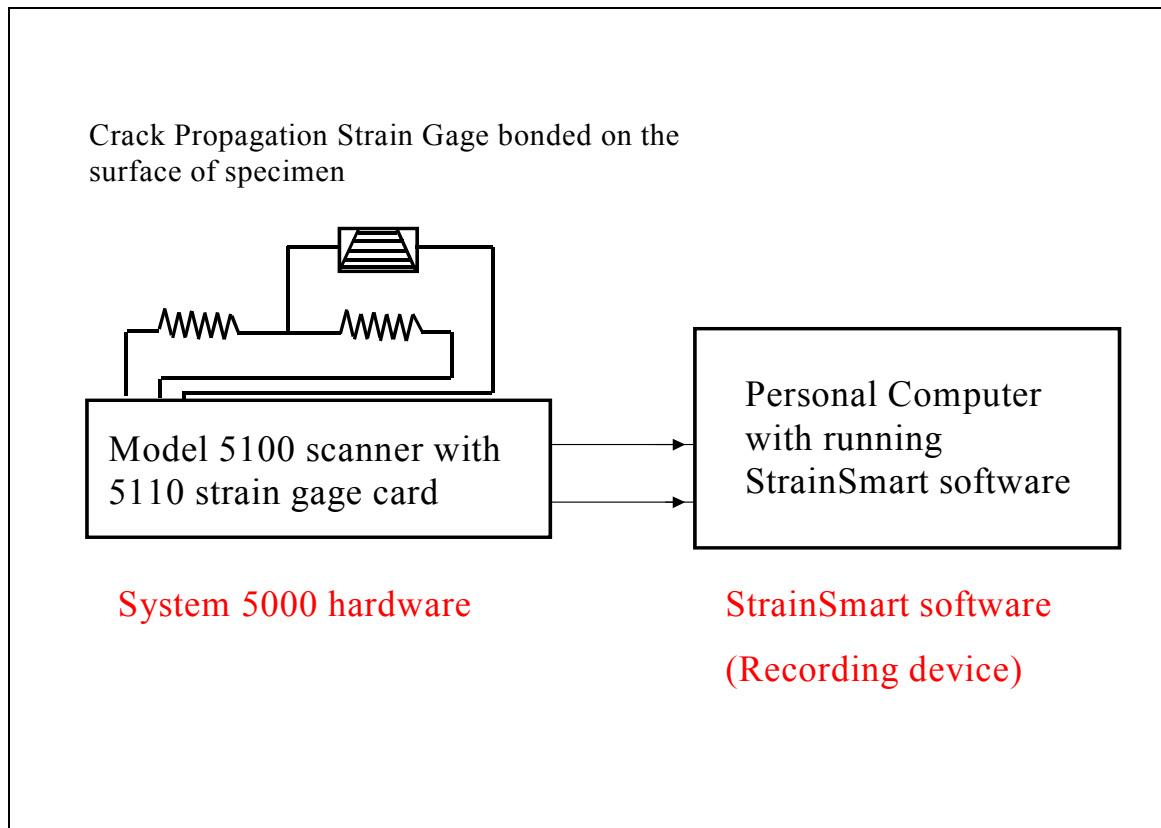 Crack Propagation Strain Gage bonded on the
surface of specimen
Model 5100 scanner with
5110 strain gage card
Personal Computer
with running
StrainSmart software
System 5000 hardware
StrainSmart software
(Recording device)